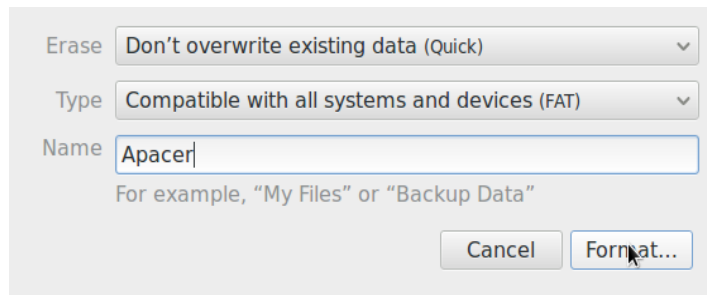 Erase Don’t overwrite existing data (Quick)
Type Compatible with all systems and devices (FAT)
Name Apacer
For example, “My Files” or “Backup Data”
Cancel Format...